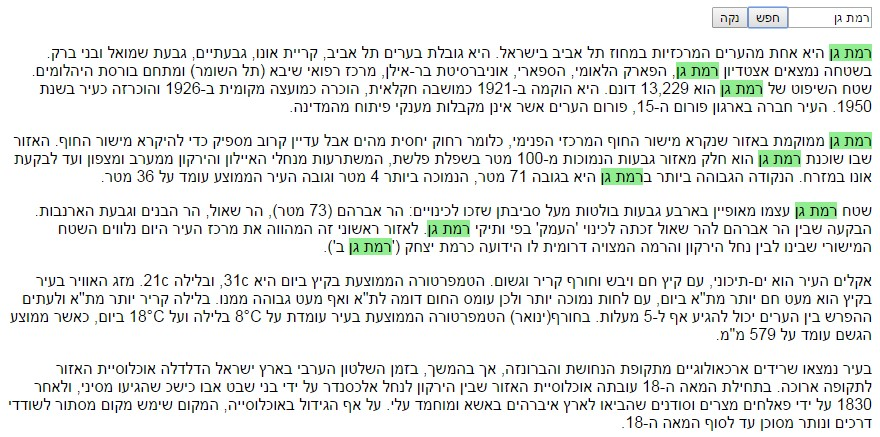 רמת גן חפש נקה
רמת גן היא אחת מהערים המרכזיות במחוז תל אביב בישראל. היא גובלת בערים תל אביב, קריית אונו, גבעתיים, גבעת שמואל ובני ברק.
בשטחה נמצאים אצטדיון רמת גן, הפארק הלאומי, הספארי, אוניברסיטת בר-אילן, מרכז רפואי שיבא (תל השומר) ומתחם בורסת היהלומים.
שטח השיפוט של רמת גן הוא 13,229 דונם. היא הוקמה ב-1921 כמושבה חקלאית, הוכרה כמועצה מקומית ב-1926 והוכרזה כעיר בשנת
1950. העיר חברה בארגון פורום ה-15, פורום הערים אשר אינן מקבלות מענקי פיתוח מהמדינה.
רמת גן ממוקמת באזור שנקרא מישור החוף המרכזי הפנימי, כלומר רחוק יחסית מהים אבל עדיין קרוב מספיק כדי להיקרא מישור החוף. האזור
שבו שוכנת רמת גן הוא חלק מאזור גבעות הנמוכות מ-100 מטר בשפלת פלשת, המשתרעות מנחלי האיילון והירקון ממערב ומצפון ועד לבקעת
אונו במזרח. הנקודה הגבוהה ביותר ברמת גן היא בגובה 71 מטר, הנמוכה ביותר 4 מטר וגובה העיר הממוצע עומד על 36 מטר.
שטח רמת גן עצמו מאופיין בארבע גבעות בולטות מעל סביבתן שזכו לכינויים: הר אברהם (73 מטר), הר שאול, הר הבנים וגבעת הארנבות.
הבקעה שבין הר אברהם להר שאול זכתה לכינוי 'העמק' בפי ותיקי רמת גן. לאזור ראשוני זה המהווה את מרכז העיר היום נלווים השטח
המישורי שבינו לבין נחל הירקון והרמה המצויה דרומית לו הידועה כרמת יצחק ('רמת גן ב').
אקלים העיר הוא ים-תיכוני, עם קיץ חם ויבש וחורף קריר וגשום. הטמפרטורה הממוצעת בקיץ ביום היא 31c, ובלילה 21c. מזג האוויר בעיר
בקיץ הוא מעט חם יותר מת"א ביום, עם לחות נמוכה יותר ולכן עומס החום דומה לת"א ואף מעט גבוהה ממנו. בלילה קריר יותר מת"א ולעתים
ההפרש בין הערים יכול להגיע אף ל-5 מעלות. בחורף(ינואר) הטמפרטורה הממוצעת בעיר עומדת על 8°C בלילה ועל 18°C ביום, כאשר ממוצע
הגשם עומד על 579 מ"מ.
בעיר נמצאו שרידים ארכאולוגיים מתקופת הנחושת והברונזה, אך בהמשך, בזמן השלטון הערבי בארץ ישראל הדלדלה אוכלוסיית האזור
לתקופה ארוכה. בתחילת המאה ה-18 עובתה אוכלוסיית האזור שבין הירקון לנחל אלכסנדר על ידי בני שבט אבו כישכ שהגיעו מסיני, ולאחר
1830 על ידי פאלחים מצרים וסודנים שהביאו לארץ איברהים באשא ומוחמד עלי. על אף הגידול באוכלוסייה, המקום שימש מקום מסתור לשודדי
דרכים ונותר מסוכן עד לסוף המאה ה-18.